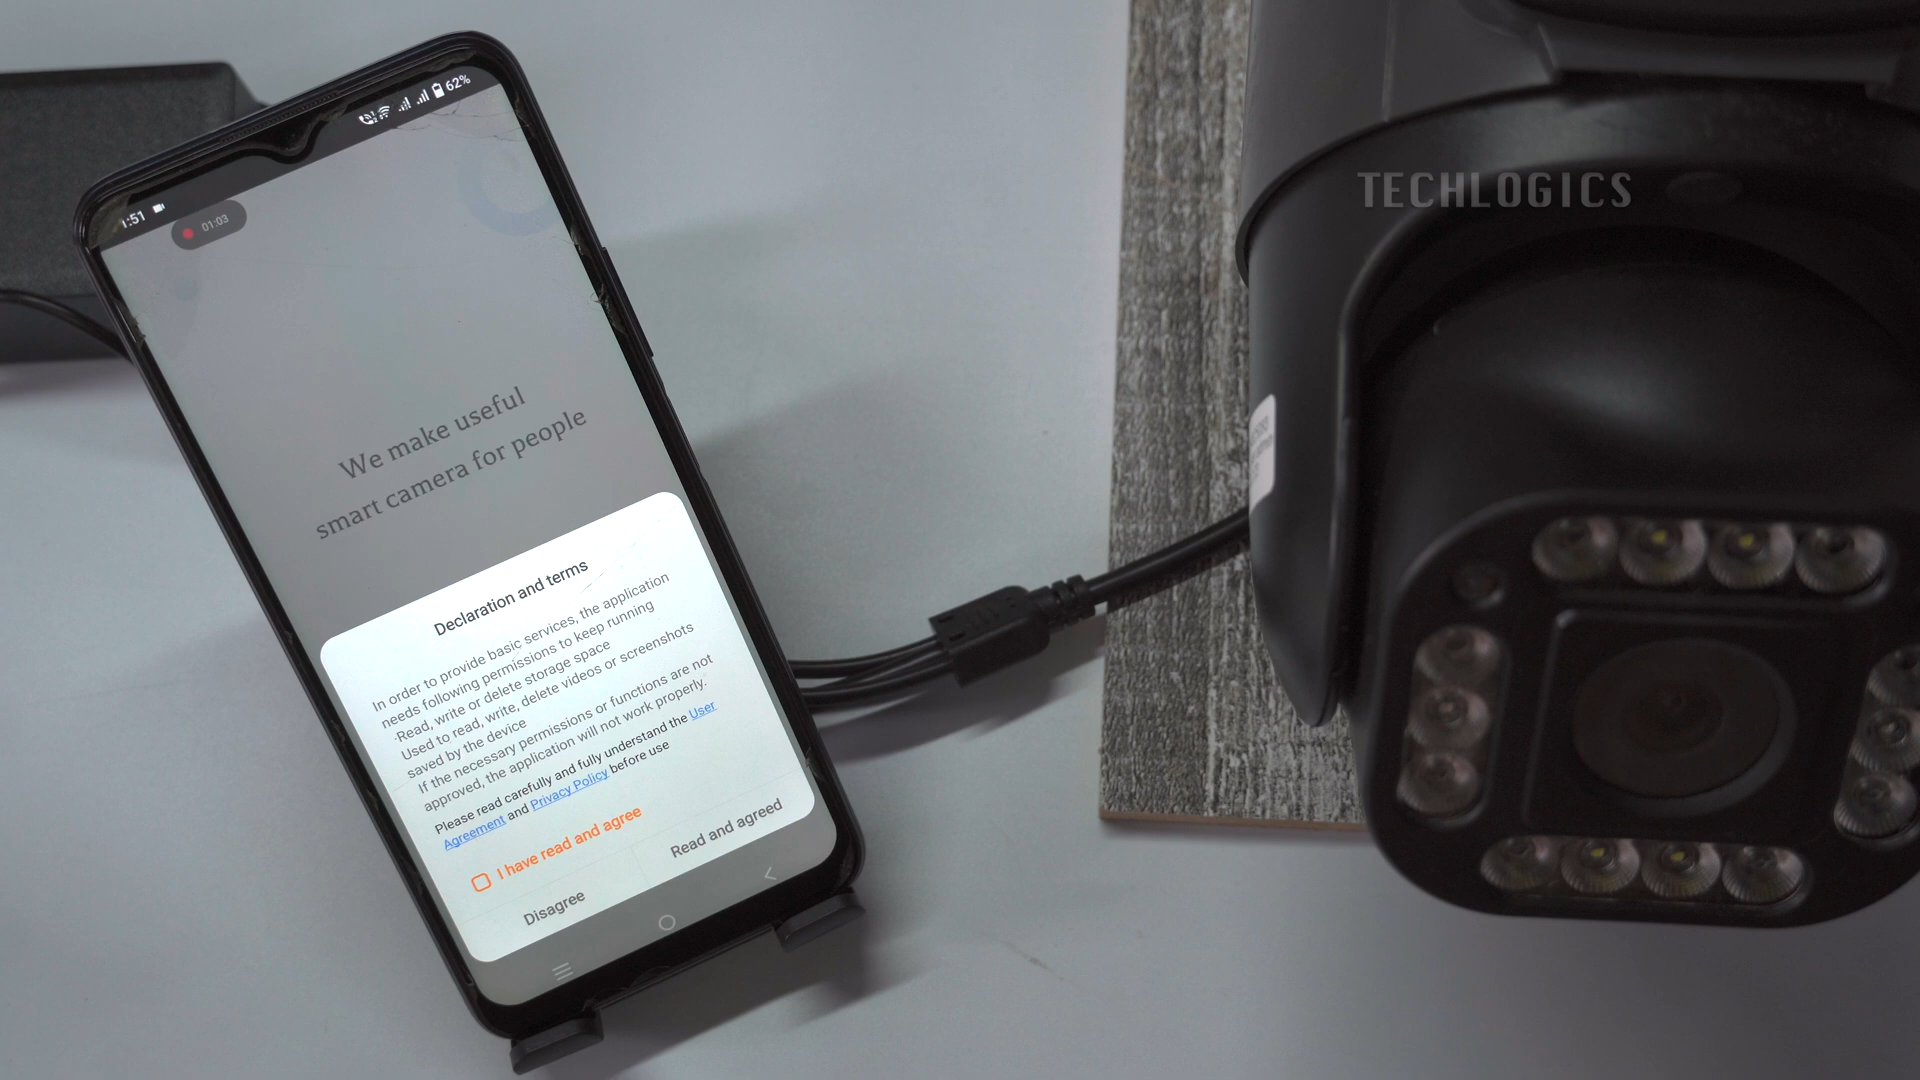 62%
1:51
01:03
We make useful
smart camera for people
Declaration and terms
In order to provide basic services, the application
needs following permissions to keep running
·Read, write or delete storage space
Used to read, write, delete videos or screenshots
saved by the device
If the necessary permissions or functions are not
approved, the application will not work properly.
Please read carefully and fully understand the User
Agreement and Privacy Policy before use
I have read and agree
Disagree
Read and agreed
TECHLOGICS